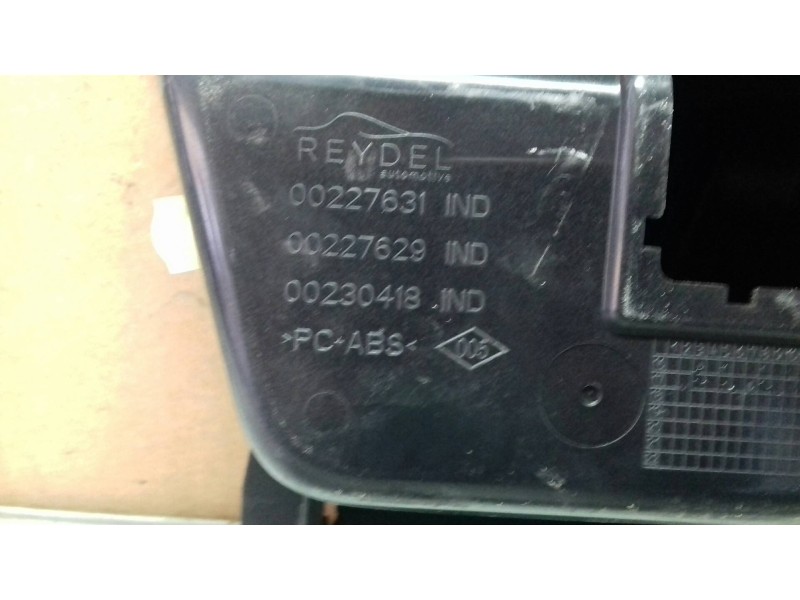 REYDEL
automotive
00227631 IND
00227629 IND
00230418 IND
>PC+ABS< 005